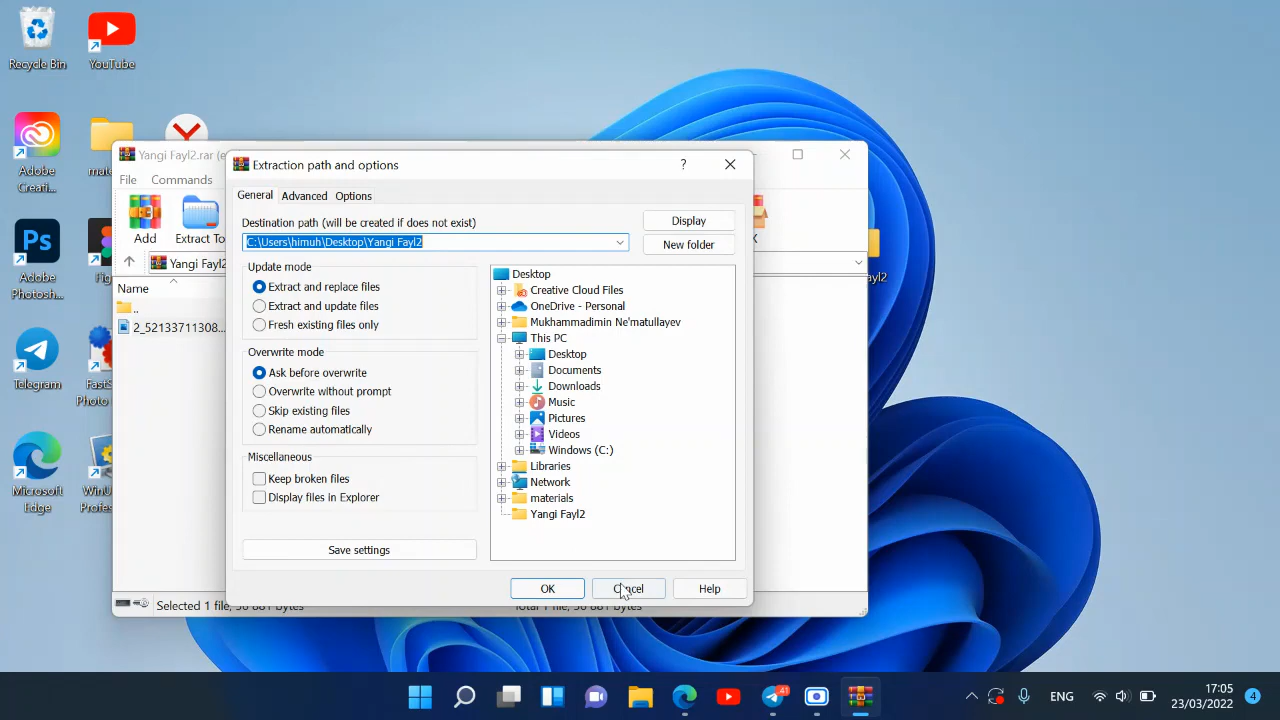 Recycle Bin
YouTube
Adobe
Creati...
mate
Adobe
Photosh...
Fig
Telegram
FastS
Photo
Microsoft
Edge
WinU
Profes
ayl2
Yangi Fayl2.rar (e
File Commands
Add
Extract To
Yangi Fayl2
Name
..
2_52133711308...
Selected 1 file, 56 881 bytes
Total 1 file, 56 881 bytes
Extraction path and options
?
General Advanced Options
Destination path (will be created if does not exist)
C:\Users\himuh\Desktop\Yangi Fayl2
Display
New folder
Update mode
Extract and replace files
Extract and update files
Fresh existing files only
Overwrite mode
Ask before overwrite
Overwrite without prompt
Skip existing files
Rename automatically
Miscellaneous
Keep broken files
Display files in Explorer
Save settings
Desktop
Creative Cloud Files
OneDrive - Personal
Mukhammadimin Ne'matullayev
This PC
Desktop
Documents
Downloads
Music
Pictures
Videos
Windows (C:)
Libraries
Network
materials
Yangi Fayl2
OK
Cancel
Help
41
ENG
17:05
23/03/2022
4